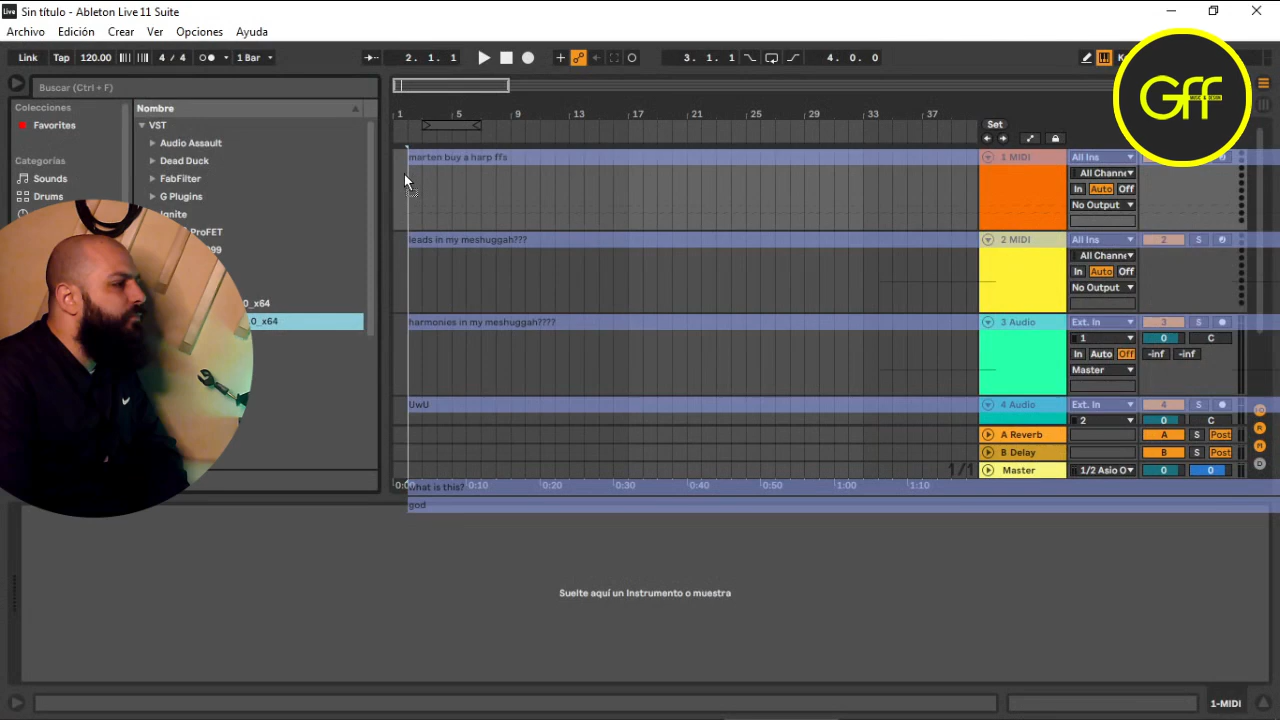 Live Sin título - Ableton Live 11 Suite
Archivo Edición Crear Ver Opciones Ayuda
Link Tap 120.00 4 / 4 1 Bar 2. 1. 1 3. 1. 1 4. 0. 0 K
Gff
MUSIC & DESIGN
Buscar (Ctrl + F)
Colecciones
Favorites
Categorías
Sounds
Drums
Nombre
VST
Audio Assault
Dead Duck
FabFilter
G Plugins
Ignite
ProFET
999
0_x64
0_x64
1 5 9 13 17 21 25 29 33 37
Set
marten buy a harp ffs
1 MIDI All Ins
All Channe
In Auto Off
No Output
leads in my meshuggah???
2 MIDI All Ins 2 S
All Channe
In Auto Off
No Output
harmonies in my meshuggah????
3 Audio Ext. In 3 S
1 0 C
In Auto Off -inf -inf
Master
UwU
4 Audio Ext. In 4 S
2 0 C
A Reverb A S Post
B Delay B S Post
1/1 Master 1/2 Asio O 0 0
0:0 0:10 0:20 0:30 0:40 0:50 1:00 1:10
what is this?
god
Suelte aquí un Instrumento o muestra
1-MIDI